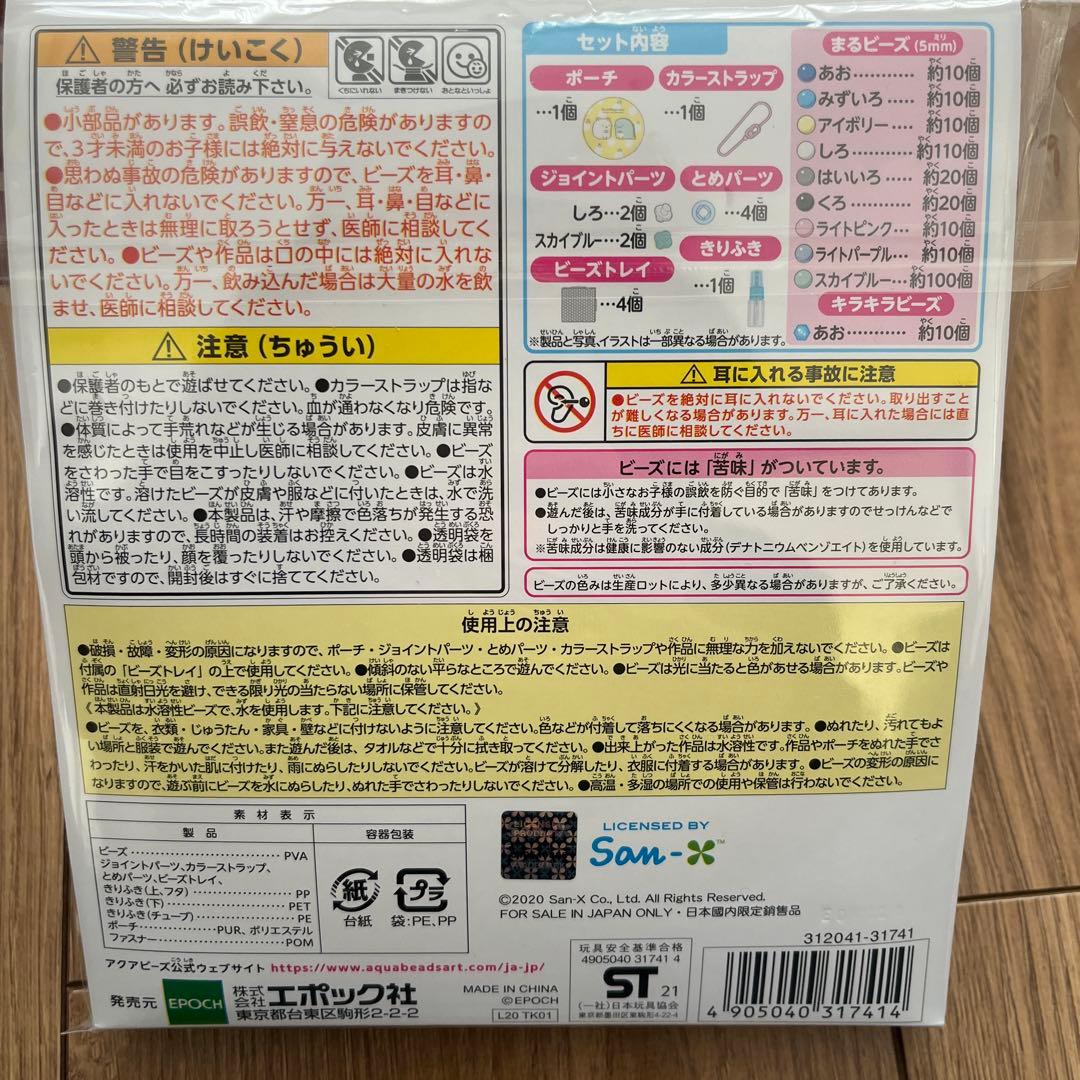 警告（けいこく）
保護者の方へ 必ずお読み下さい。
くちにいれない
まきつけない
おとなといっしょ
●小部品があります。誤飲・窒息の危険がありますので、3才未満のお子様には絶対に与えないでください。
●思わぬ事故の危険がありますので、ビーズを耳・鼻・
目などに入れないでください。万一、耳・鼻・目などに
入ったときは無理に取ろうとせず、医師に相談してく
ださい。●ビーズや作品は口の中には絶対に入れ
ないでください。万一、飲み込んだ場合は大量の水を飲
ませ、医師に相談してください。
注意（ちゅうい）
●保護者のもとで遊ばせてください。●カラーストラップは指な
どに巻き付けたりしないでください。血が通わなくなり危険です。
●体質によって手荒れなどが生じる場合があります。皮膚に異常
を感じたときは使用を中止し医師に相談してください。●ビーズ
をさわった手で目をこすったりしないでください。●ビーズは水
溶性です。溶けたビーズが皮膚や服などに付いたときは、水で洗
い流してください。●本製品は、汗や摩擦で色落ちが発生する恐
れがありますので、長時間の装着はお控えください。●透明袋を
頭から被ったり、顔を覆ったりしないでください。●透明袋は梱
包材ですので、開封後はすぐに捨ててください。
セット内容
ポーチ
…1個
カラーストラップ
…1個
ジョイントパーツ
しろ…2個
スカイブルー…2個
とめパーツ
…4個
ビーズトレイ
…4個
きりふき
…1個
※製品と写真、イラストは一部異なる場合があります。
まるビーズ（5mm）
あお…………約10個
みずいろ……約10個
アイボリー…約10個
しろ…………約110個
はいいろ……約20個
くろ…………約20個
ライトピンク…約10個
ライトパープル…約10個
スカイブルー…約100個
キラキラビーズ
あお…………約10個
耳に入れる事故に注意
●ビーズを絶対に耳に入れないでください。取り出すこと
が難しくなる場合があります。万一、耳に入れた場合には直
ちに医師に相談してください。
ビーズには「苦味」がついています。
●ビーズには小さなお子様の誤飲を防ぐ目的で「苦味」をつけてあります。
●遊んだ後は、苦味成分が手に付着している場合がありますのでせっけんなどで
しっかりと手を洗ってください。
※苦味成分は健康に影響のない成分（デナトニウムベンゾエイト）を使用しています。
ビーズの色みは生産ロットにより、多少異なる場合がありますが、ご了承ください。
使用上の注意
●破損・故障・変形の原因になりますので、ポーチ・ジョイントパーツ・とめパーツ・カラーストラップや作品に無理な力を加えないでください。●ビーズは
付属の「ビーズトレイ」の上で使用してください。●傾斜のない平らなところで遊んでください。●ビーズは光に当たると色があせる場合があります。ビーズや
作品は直射日光を避け、できる限り光の当たらない場所に保管してください。
《本製品は水溶性ビーズで、水を使用します。下記に注意してください。》
●ビーズを、衣類・じゅうたん・家具・壁などに付けないように注意してください。色などが付着して落ちにくくなる場合があります。●ぬれたり、汚れてもよ
い場所と服装で遊んでください。また遊んだ後は、タオルなどで十分に拭き取ってください。●出来上がった作品は水溶性です。作品やポーチをぬれた手でさ
わったり、汗をかいた肌に付けたり、雨にぬらしたりしないでください。ビーズが溶けて分解したり、衣服に付着する場合があります。●ビーズの変形の原因に
なりますので、遊ぶ前にビーズを水にぬらしたり、ぬれた手でさわったりしないでください。●高温・多湿の場所での使用や保管は行わないでください。
素材表示
製品
容器包装
ビーズ……………………PVA
ジョイントパーツ、カラーストラップ、
とめパーツ、ビーズトレイ、
きりふき（上、フタ）…………PP
きりふき（下）………………PET
きりふき（チューブ）…………PE
ポーチ…………PUR、ポリエステル
ファスナー…………………POM
紙
台紙
プラ
袋：PE、PP
LICENSED BY
San-X™
©2020 San-X Co., Ltd. All Rights Reserved.
FOR SALE IN JAPAN ONLY・日本國内限定銷售品
312041-31741
アクアビーズ公式ウェブサイト https://www.aquabeadsart.com/ja-jp/
発売元 EPOCH 株式会社エポック社
東京都台東区駒形2-2-2
MADE IN CHINA
©EPOCH
L20 TK01
玩具安全基準合格
4905040 31741 4
ST 21
（一社）日本玩具協会
東京都墨田区東駒形4-22-4
4 905040 317414